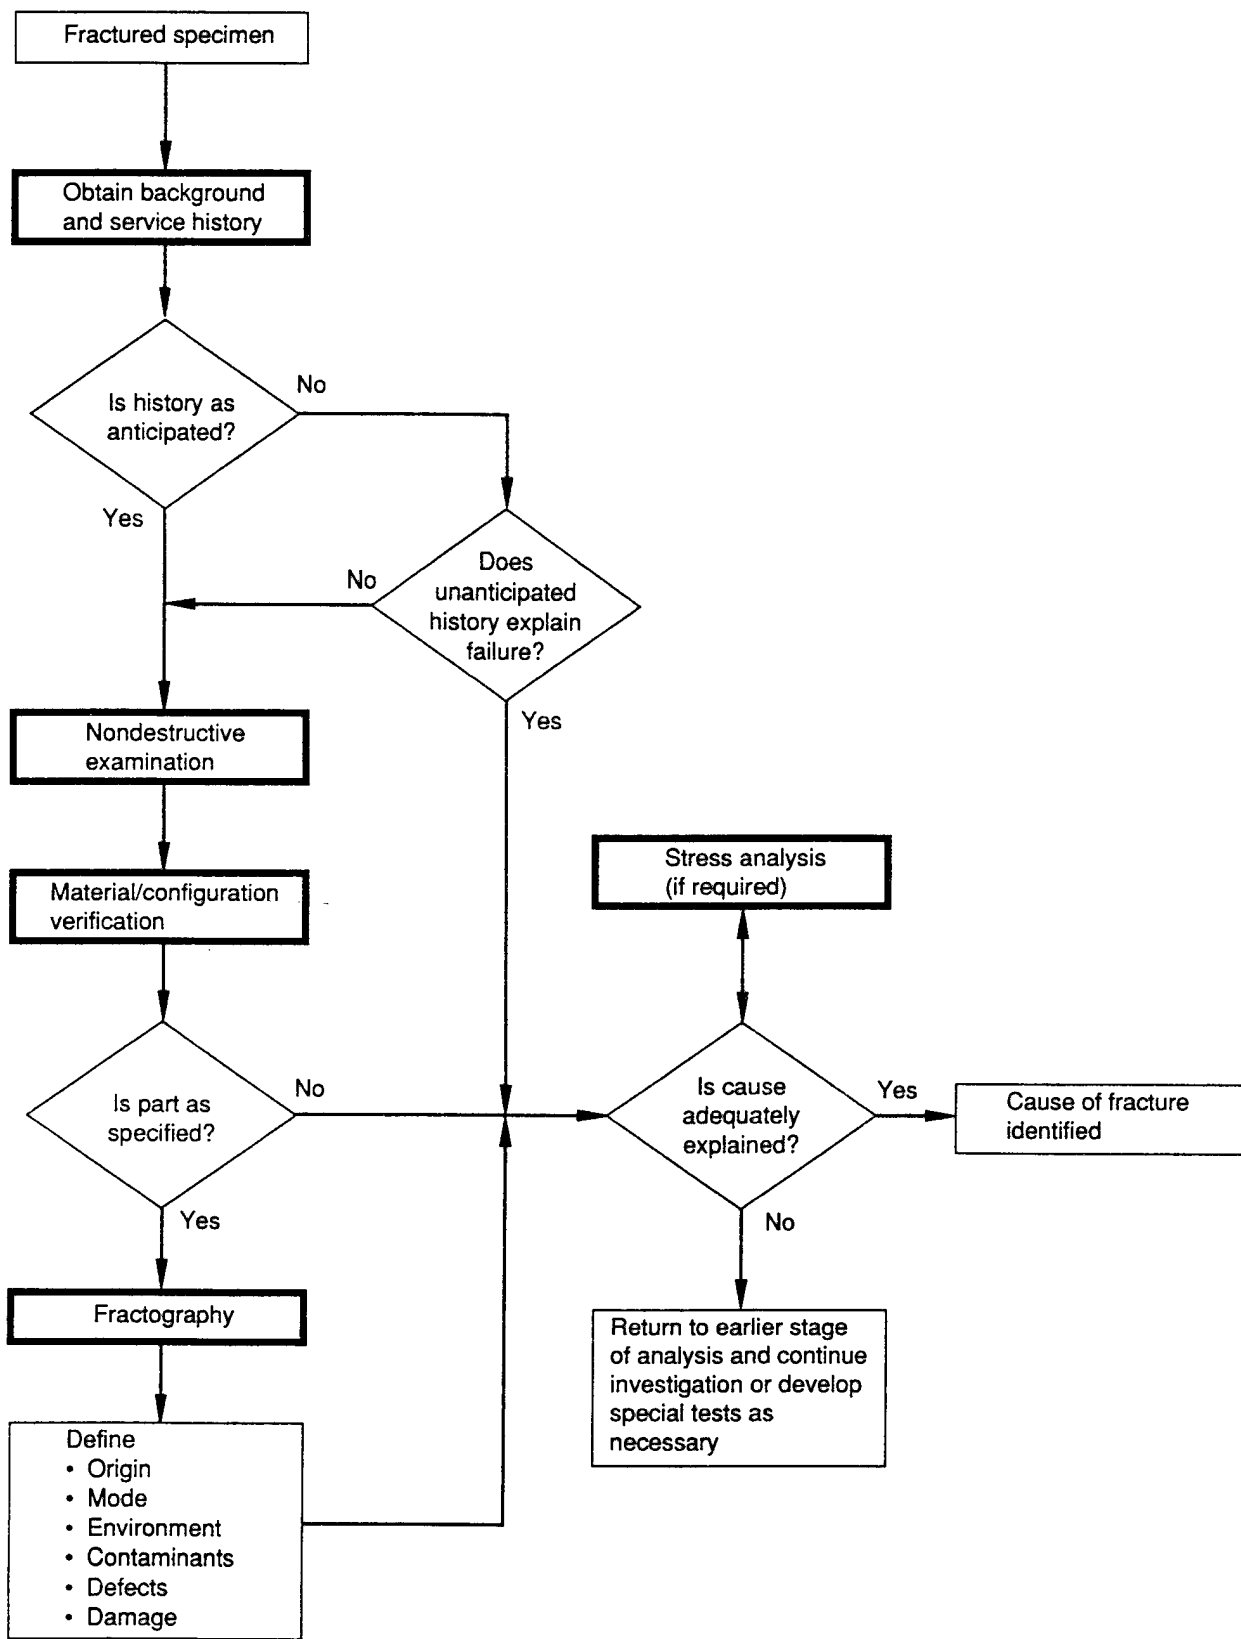 Fractured specimen
Obtain background
and service history
Is history as
anticipated?
No
Yes
Does
unanticipated
history explain
failure?
No
Yes
Nondestructive
examination
Material/configuration
verification
Stress analysis
(if required)
Is part as
specified?
No
Yes
Is cause
adequately
explained?
Yes
Cause of fracture
identified
No
Return to earlier stage
of analysis and continue
investigation or develop
special tests as
necessary
Fractography
Define
• Origin
• Mode
• Environment
• Contaminants
• Defects
• Damage